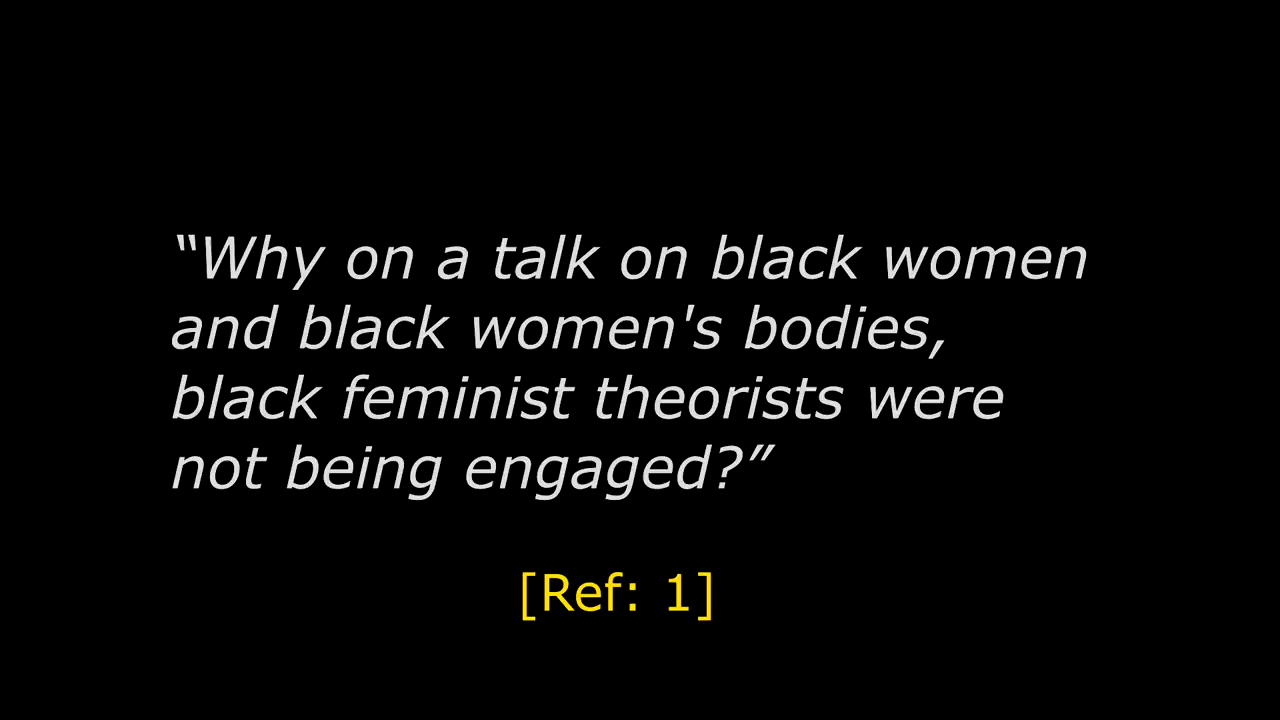 “Why on a talk on black women
and black women's bodies,
black feminist theorists were
not being engaged?”
[Ref: 1]